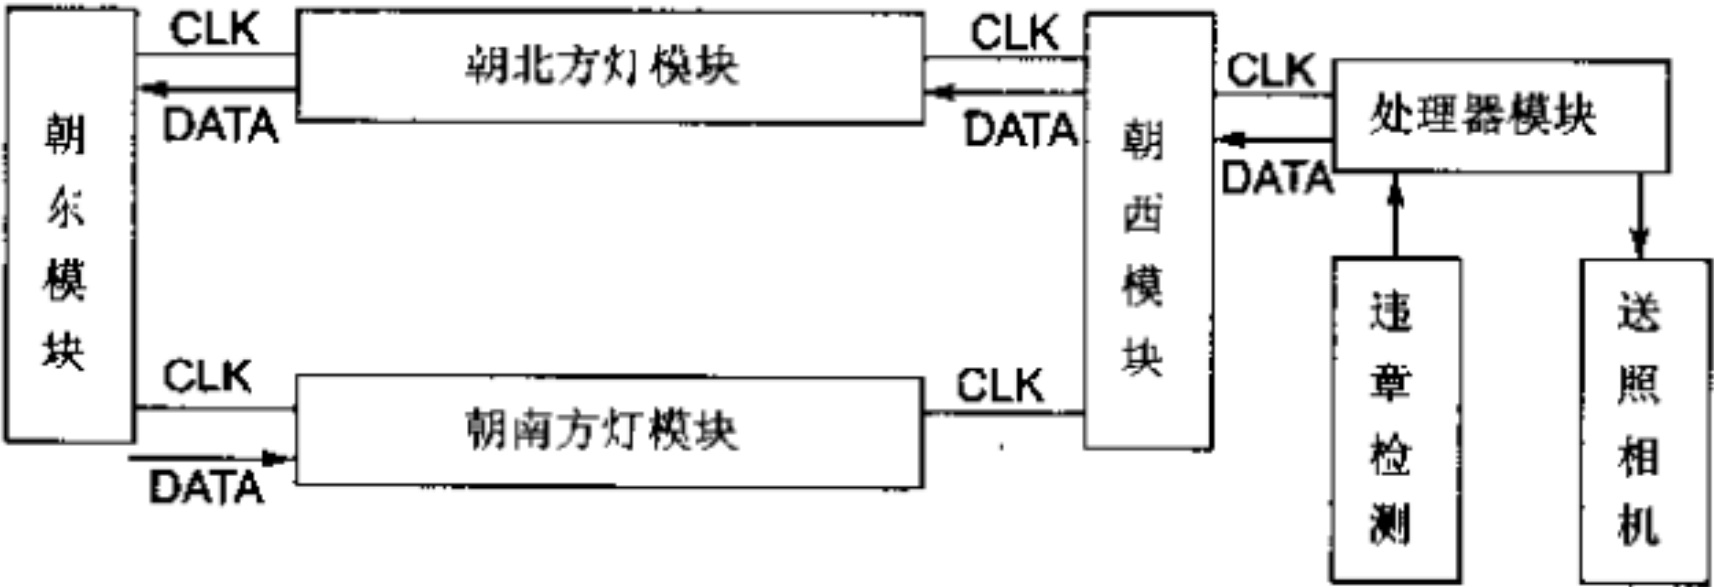 CLK
朝北方灯模块
CLK
CLK
处理器模块
DATA
DATA
DATA
朝东模块
朝西模块
违章检测
送照相机
CLK
朝南方灯模块
CLK
DATA